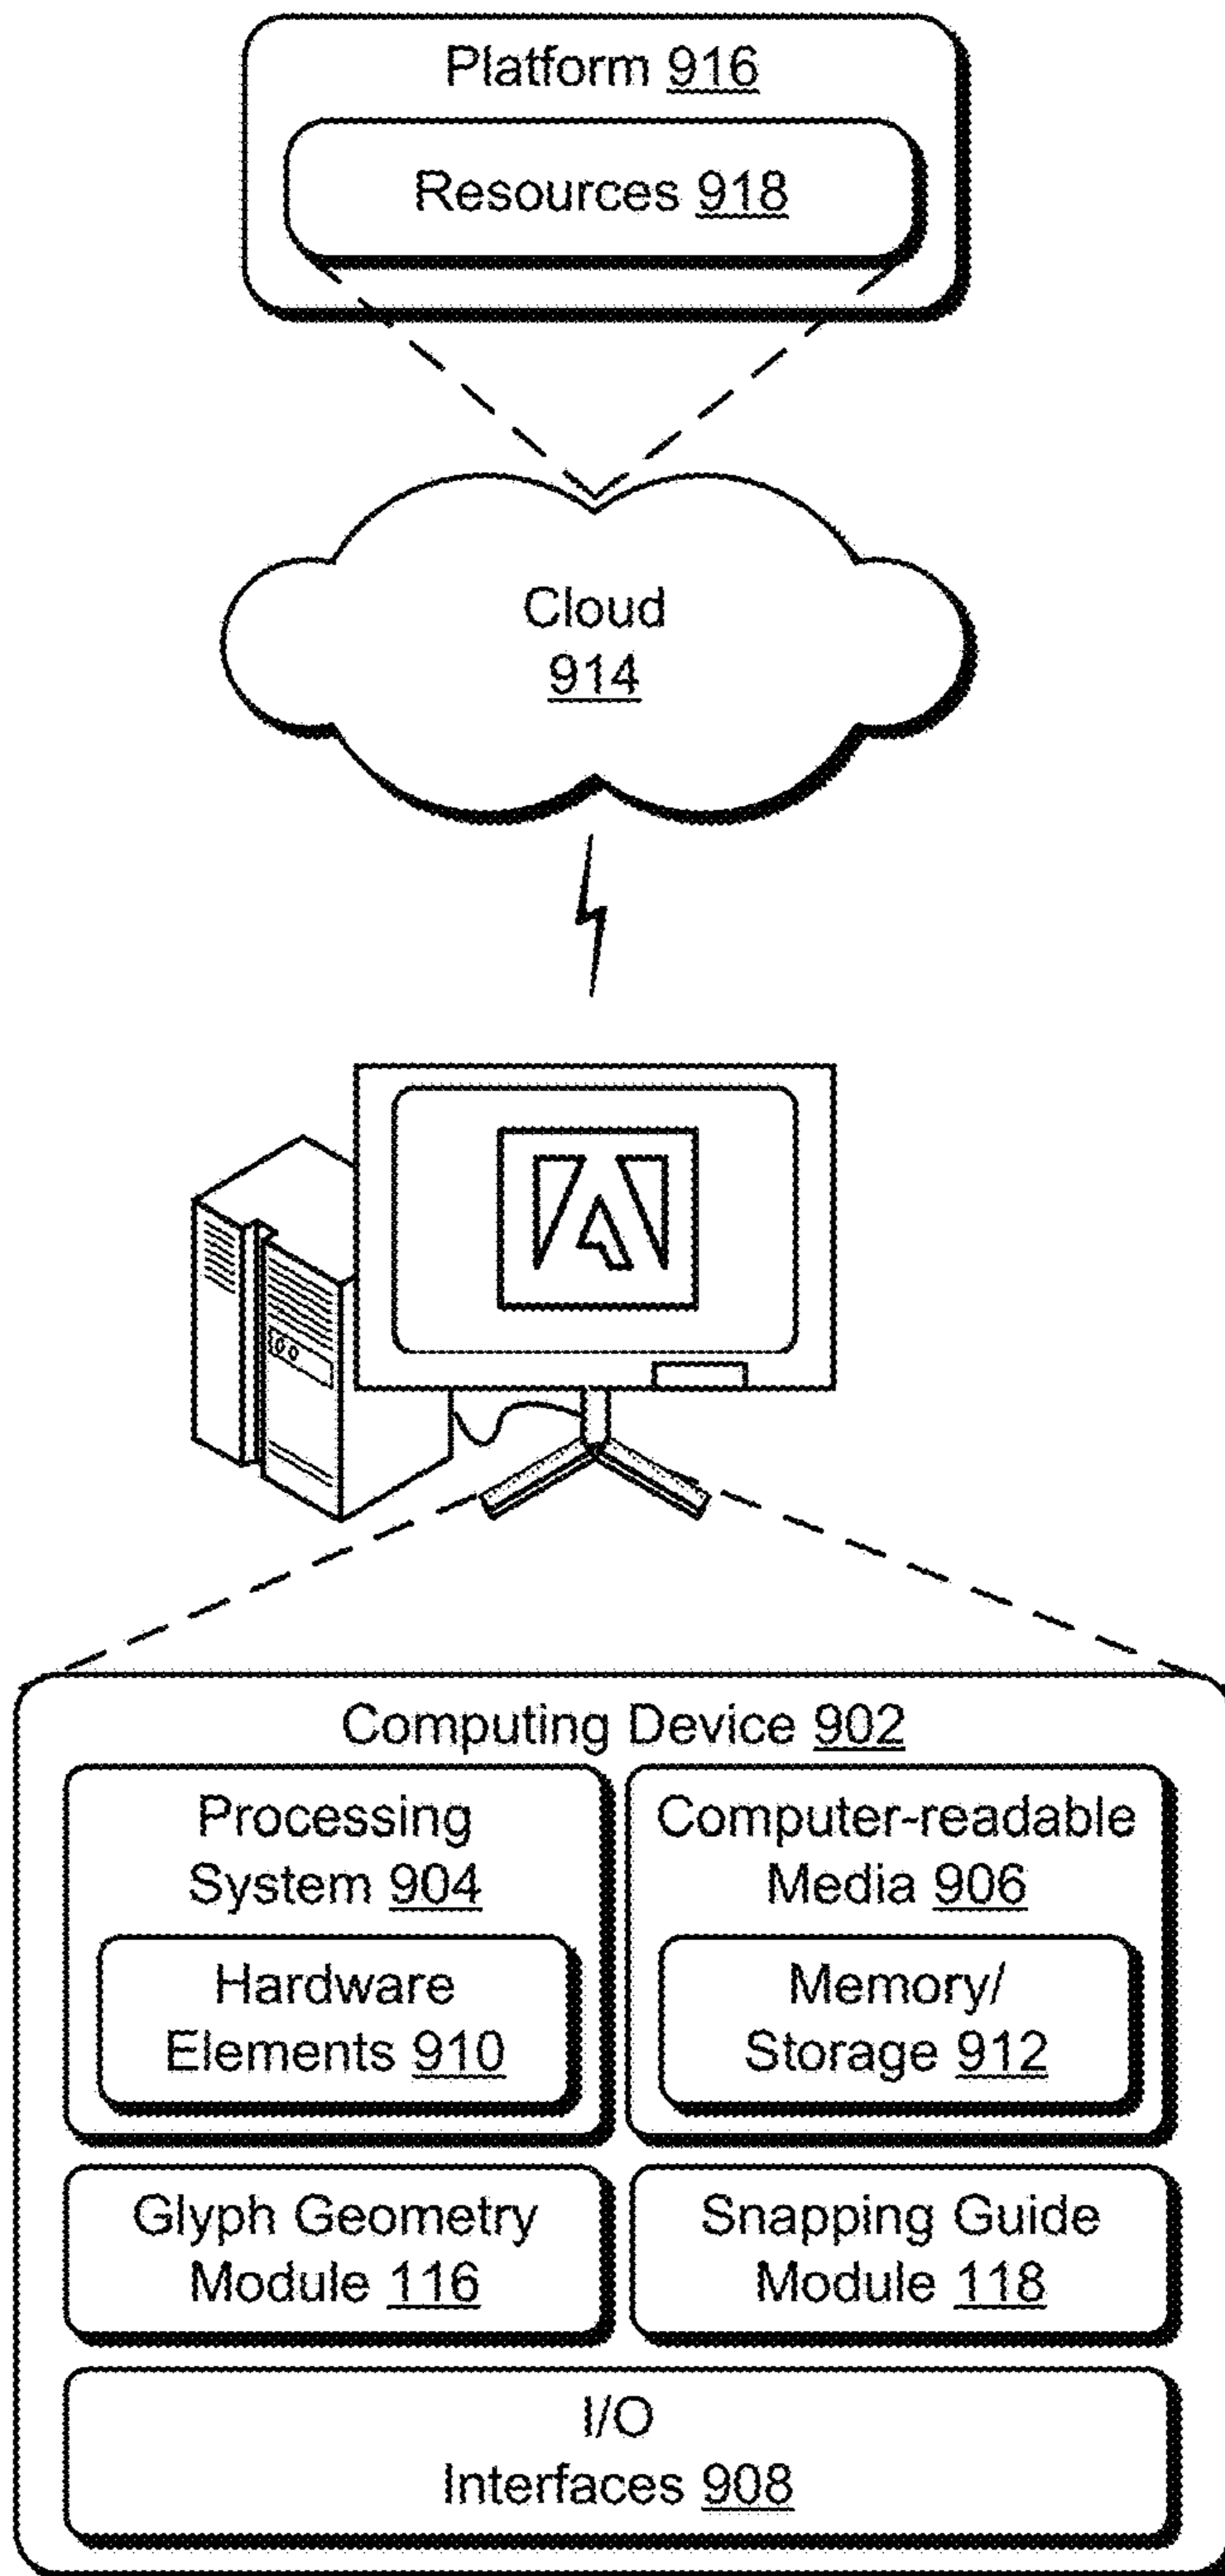 Platform 916
Resources 918
Cloud
914
Computing Device 902
Processing
System 904
Hardware
Elements 910
Computer-readable
Media 906
Memory/
Storage 912
Glyph Geometry
Module 116
Snapping Guide
Module 118
I/O
Interfaces 908